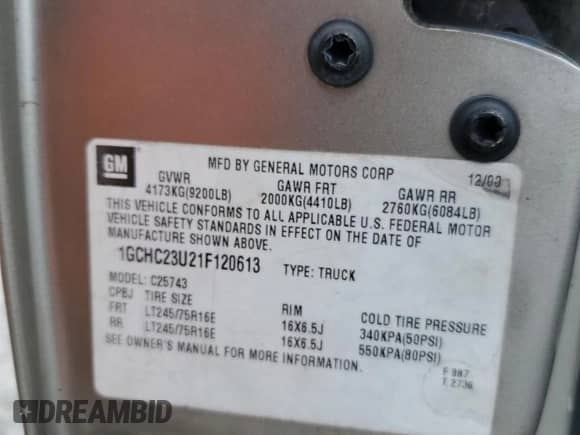 GM
MFD BY GENERAL MOTORS CORP
GVWR GAWR FRT GAWR RR
4173KG(9200LB) 2000KG(4410LB) 2760KG(6084LB)
THIS VEHICLE CONFORMS TO ALL APPLICABLE U.S. FEDERAL MOTOR
VEHICLE SAFETY STANDARDS IN EFFECT ON THE DATE OF
MANUFACTURE SHOWN ABOVE.
1GCHC23U21F120613 TYPE: TRUCK
MODEL: C25743
CPBJ TIRE SIZE RIM COLD TIRE PRESSURE
FRT LT245/75R16E 16X6.5J 340KPA(50PSI)
RR LT245/75R16E 16X6.5J 550KPA(80PSI)
SEE OWNER'S MANUAL FOR MORE INFORMATION.
F 887
T 2736
DREAMBID